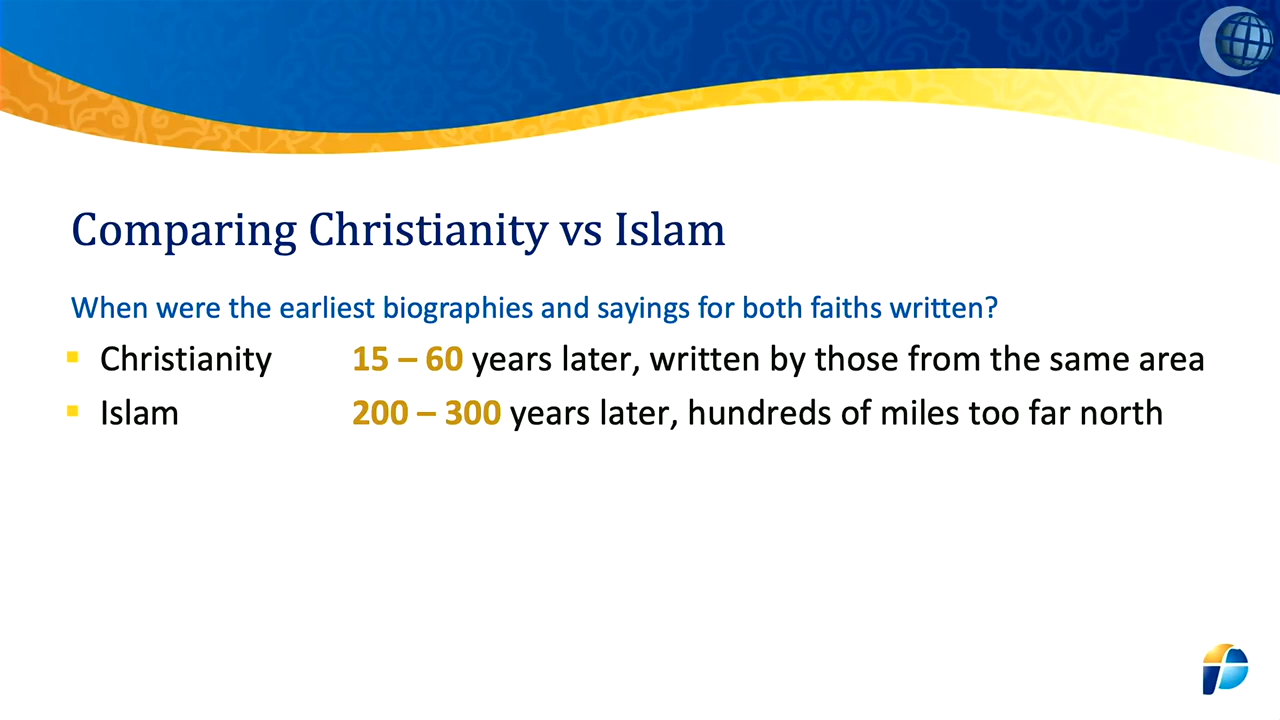 Comparing Christianity vs Islam
When were the earliest biographies and sayings for both faiths written?
▪ Christianity 15 – 60 years later, written by those from the same area
▪ Islam 200 – 300 years later, hundreds of miles too far north